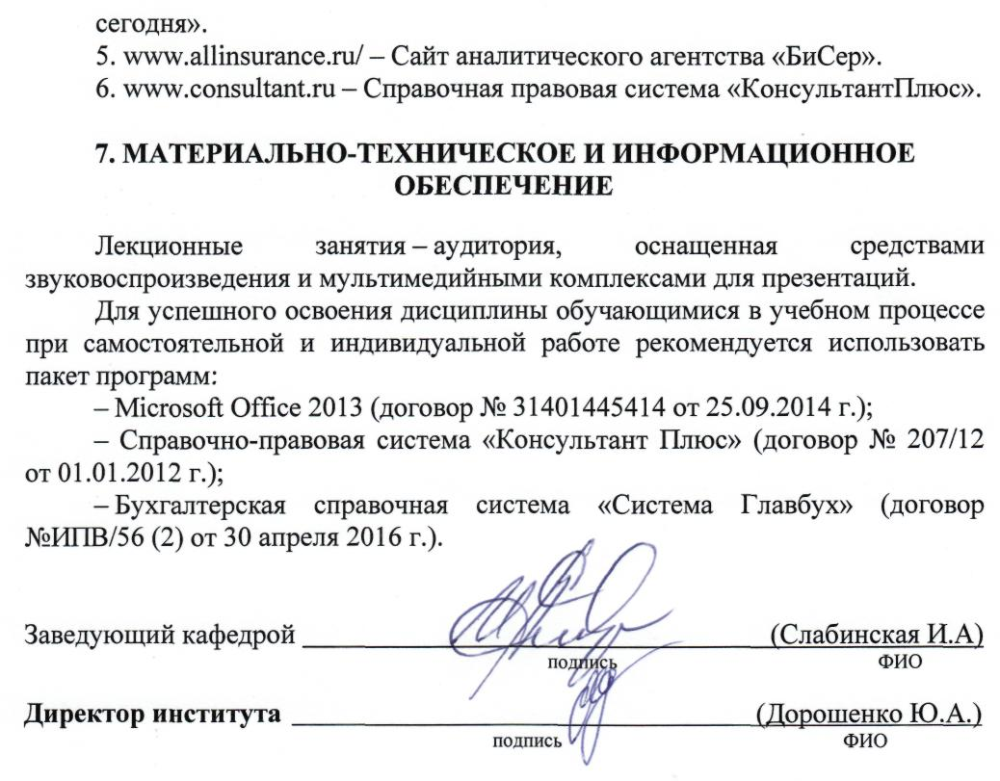 сегодня».
5. www.allinsurance.ru/ – Сайт аналитического агентства «БиСер».
6. www.consultant.ru – Справочная правовая система «КонсультантПлюс».
7. МАТЕРИАЛЬНО-ТЕХНИЧЕСКОЕ И ИНФОРМАЦИОННОЕ
ОБЕСПЕЧЕНИЕ
Лекционные занятия – аудитория, оснащенная средствами
звуковоспроизведения и мультимедийными комплексами для презентаций.
Для успешного освоения дисциплины обучающимися в учебном процессе
при самостоятельной и индивидуальной работе рекомендуется использовать
пакет программ:
– Microsoft Office 2013 (договор № 31401445414 от 25.09.2014 г.);
– Справочно-правовая система «Консультант Плюс» (договор № 207/12
от 01.01.2012 г.);
– Бухгалтерская справочная система «Система Главбух» (договор
№ИПВ/56 (2) от 30 апреля 2016 г.).
Заведующий кафедрой (Слабинская И.А)
подпись ФИО
Директор института (Дорошенко Ю.А.)
подпись ФИО